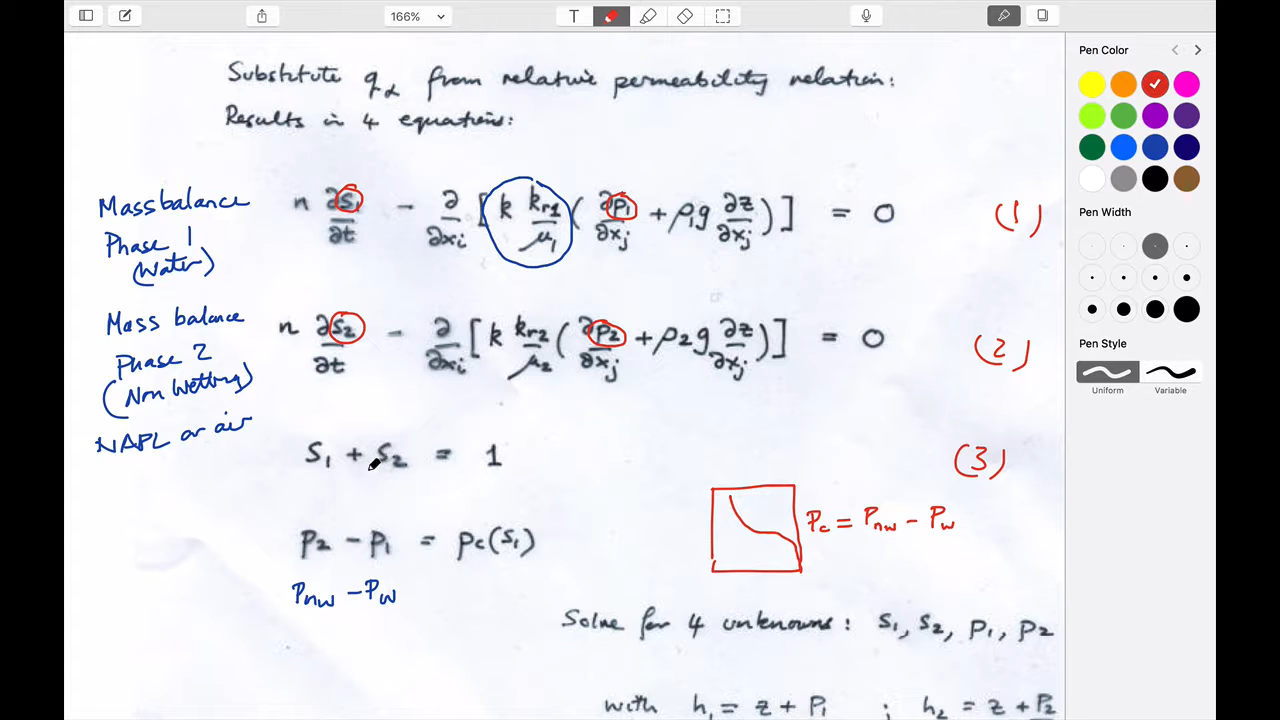 166%
T
Pen Color
Substitute qα from relative permeability relation:
Results in 4 equations:
Mass balance
Phase 1
(Water)
n ∂S₁/∂t − ∂/∂xᵢ [k kr₁/μ₁ (∂p₁/∂xⱼ + ρ₁g ∂z/∂xⱼ)] = 0 (1)
Pen Width
Mass balance
Phase 2
(Non Wetting)
NAPL or air
n ∂S₂/∂t − ∂/∂xᵢ [k kr₂/μ₂ (∂p₂/∂xⱼ + ρ₂g ∂z/∂xⱼ)] = 0 (2)
Pen Style
Uniform Variable
S₁ + S₂ = 1 (3)
p₂ − p₁ = pc(S₁)
Pnw − Pw
Pc = Pnw − Pw
Solve for 4 unknowns: S₁, S₂, p₁, p₂
with h₁ = z + P₁ ; h₂ = z + P₂